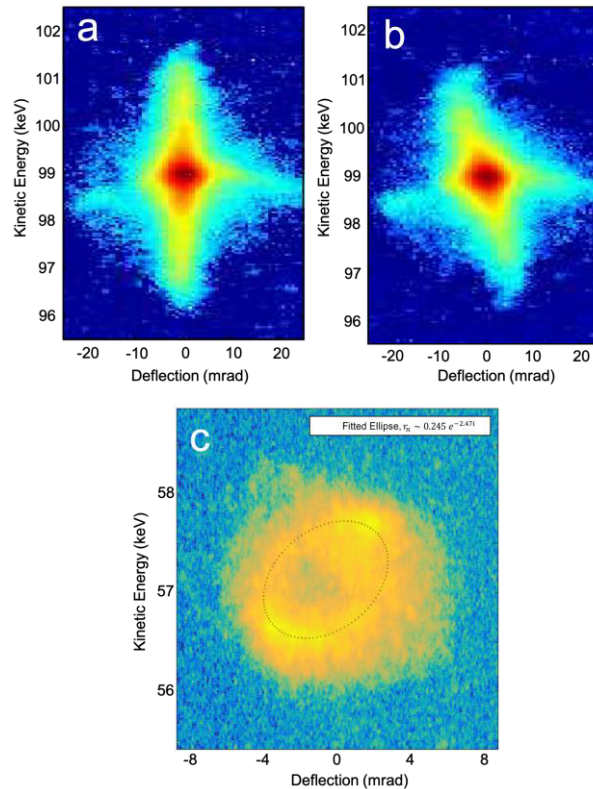 a
102
101
100
99
98
97
96
Kinetic Energy (keV)
-20 -10 0 10 20
Deflection (mrad)
b
102
101
100
99
98
97
96
Kinetic Energy (keV)
-20 -10 0 10 20
Deflection (mrad)
c
Fitted Ellipse, rₙ ~ 0.245 e⁻²·⁴⁷ⁱ
58
57
56
Kinetic Energy (keV)
-8 -4 0 4 8
Deflection (mrad)